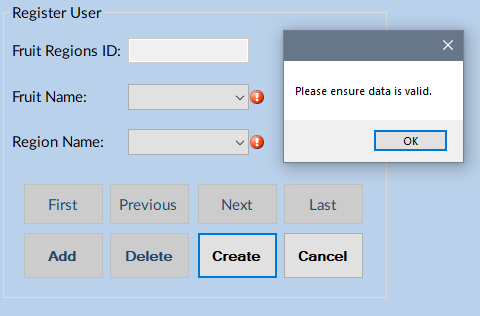 Register User
Fruit Regions ID:
Fruit Name:
Region Name:
Please ensure data is valid.
OK
First Previous Next Last
Add Delete Create Cancel